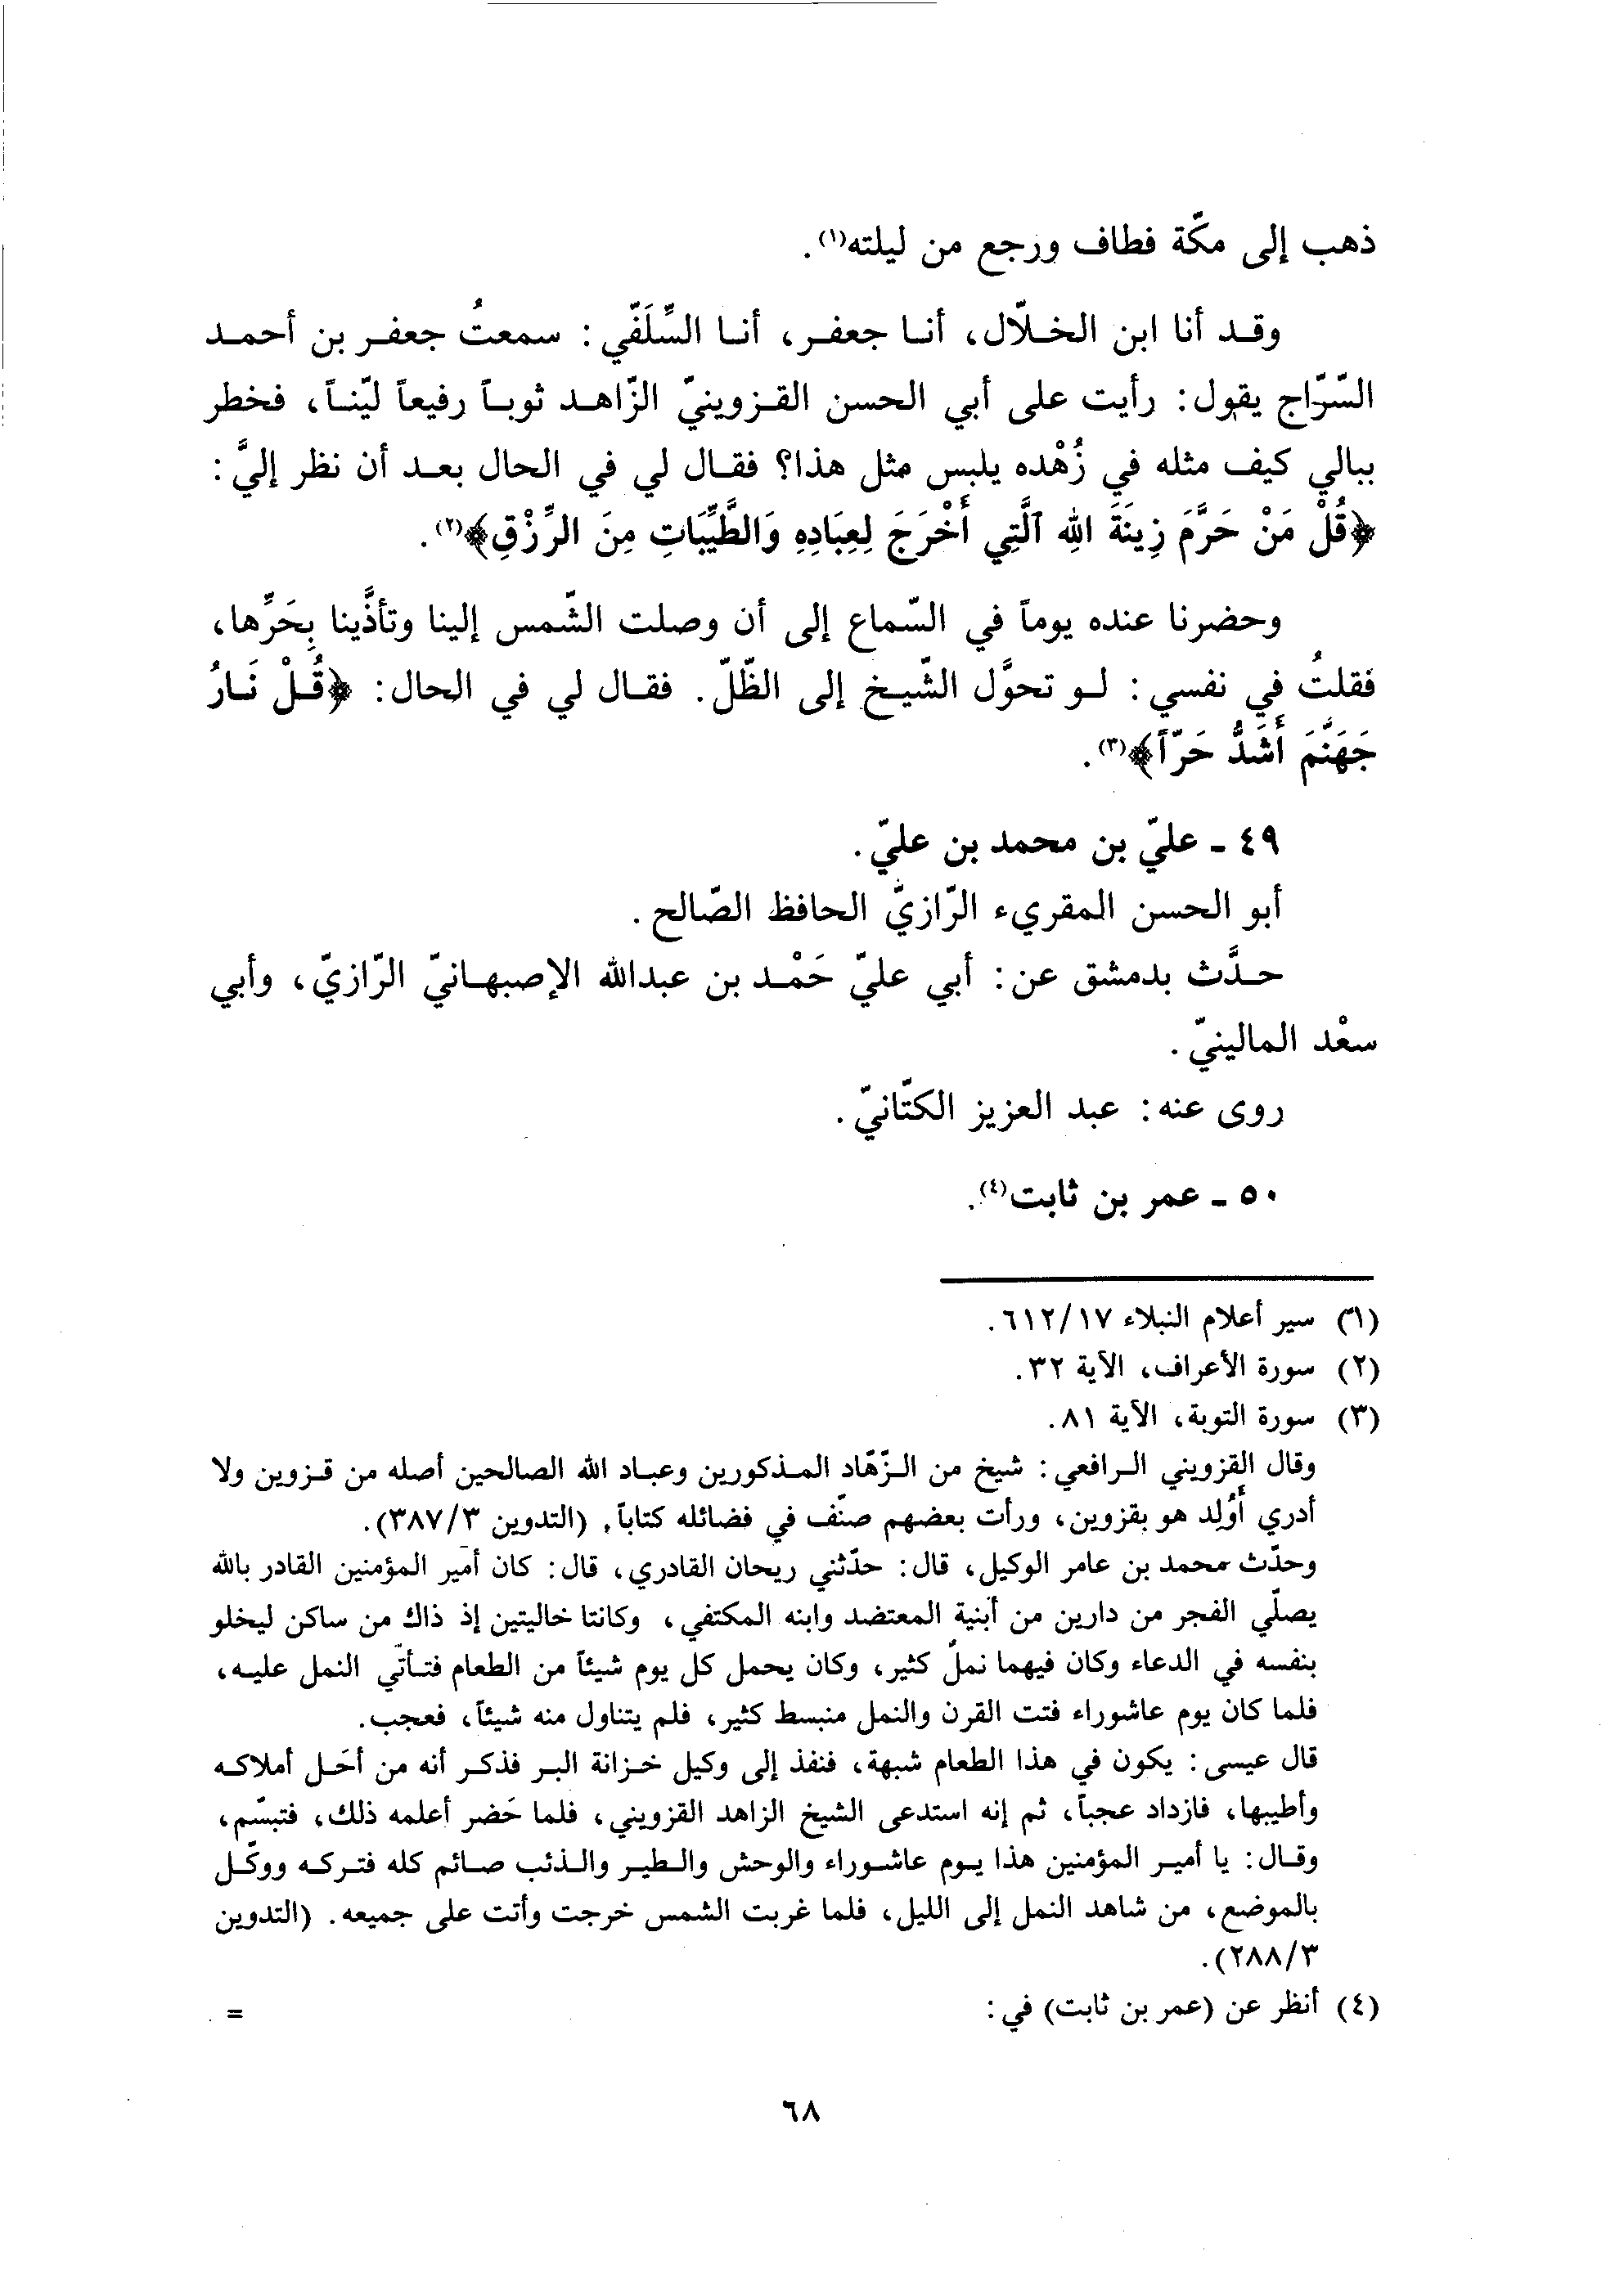 ذهب إلى مكّة فطاف ورجع من ليلته(١).
وقد أنا ابن الخلّال، أنا جعفر، أنا السِّلَفّي: سمعتُ جعفر بن أحمد
السّرّاج يقول: رأيت على أبي الحسن القزوينيّ الزّاهد ثوباً رفيعاً ليّناً، فخطر
ببالي كيف مثله في زُهْده يلبس مثل هذا؟ فقال لي في الحال بعد أن نظر إليَّ:
﴿قُلْ مَنْ حَرَّمَ زِينَةَ اللهِ ٱلَّتِي أَخْرَجَ لِعِبَادِهِ وَالطَّيِّبَاتِ مِنَ الرِّزْقِ﴾(٢).
وحضرنا عنده يوماً في السّماع إلى أن وصلت الشّمس إلينا وتأذَّينا بِحَرِّها،
فقلتُ في نفسي: لو تحوَّل الشّيخ إلى الظّلّ. فقال لي في الحال: ﴿قُلْ نَارُ
جَهَنَّمَ أَشَدُّ حَرّاً﴾(٣).
٤٩ - عليّ بن محمد بن عليّ.
أبو الحسن المقريء الرّازيّ الحافظ الصّالح.
حدَّث بدمشق عن: أبي عليّ حَمْد بن عبدالله الإصبهانيّ الرّازيّ، وأبي
سعْد المالينيّ.
روى عنه: عبد العزيز الكتّانيّ.
٥٠ - عمر بن ثابت(٤).
(١) سير أعلام النبلاء ٦١٢/١٧.
(٢) سورة الأعراف، الآية ٣٢.
(٣) سورة التوبة، الآية ٨١.
وقال القزويني الرافعي: شيخ من الزّهّاد المذكورين وعباد الله الصالحين أصله من قزوين ولا
أدري أَوُلِد هو بقزوين، ورأت بعضهم صنّف في فضائله كتاباً. (التدوين ٣٨٧/٣).
وحدّث محمد بن عامر الوكيل، قال: حدّثني ريحان القادري، قال: كان أمير المؤمنين القادر بالله
يصلّي الفجر من دارين من أبنية المعتضد وابنه المكتفي، وكانتا خاليتين إذ ذاك من ساكن ليخلو
بنفسه في الدعاء وكان فيهما نملٌ كثير، وكان يحمل كل يوم شيئاً من الطعام فتأتي النمل عليه،
فلما كان يوم عاشوراء فتت القرن والنمل منبسط كثير، فلم يتناول منه شيئاً، فعجب.
قال عيسى: يكون في هذا الطعام شبهة، فنفذ إلى وكيل خزانة البر فذكر أنه من أحَل أملاكه
وأطيبها، فازداد عجباً، ثم إنه استدعى الشيخ الزاهد القزويني، فلما حَضر أعلمه ذلك، فتبسّم،
وقال: يا أمير المؤمنين هذا يوم عاشوراء والوحش والطير والذئب صائم كله فتركه ووكّل
بالموضع، من شاهد النمل إلى الليل، فلما غربت الشمس خرجت وأتت على جميعه. (التدوين
٢٨٨/٣).
(٤) أنظر عن (عمر بن ثابت) في: =
٦٨